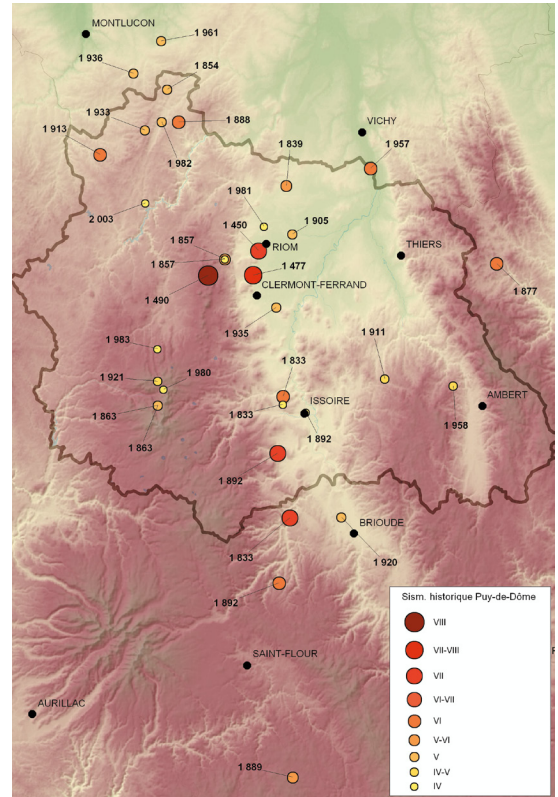 MONTLUCON
1 961
1 936
1 854
1 933
1 888
1 913
VICHY
1 982
1 839
1 957
1 981
2 003
1 450
1 905
1 857
RIOM
THIERS
1 857
1 477
1 877
1 490
CLERMONT-FERRAND
1 935
1 983
1 911
1 921
1 980
1 833
1 863
AMBERT
1 833
ISSOIRE
1 958
1 863
1 892
1 892
BRIOUDE
1 833
1 920
1 892
Sism. historique Puy-de-Dôme
VIII
VII-VIII
VII
VI-VII
VI
V-VI
V
IV-V
IV
SAINT-FLOUR
AURILLAC
1 889